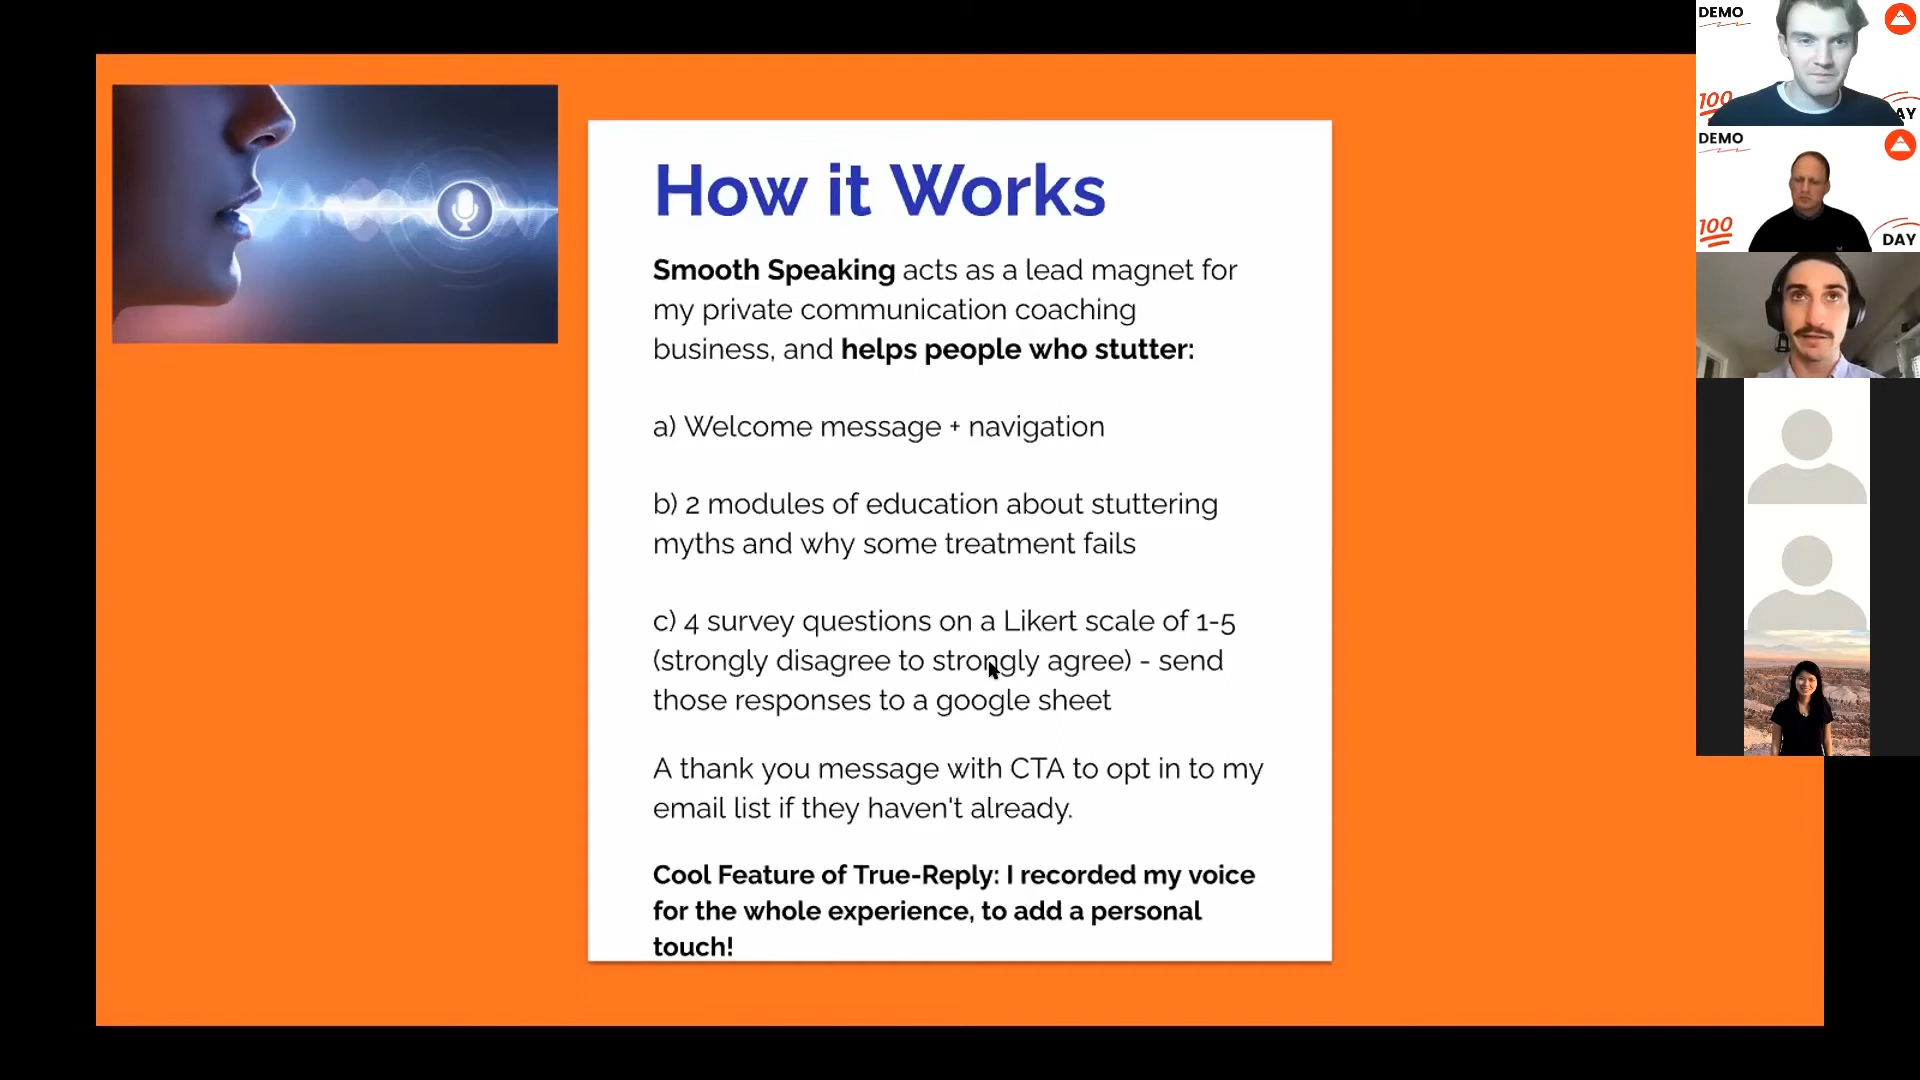 How it Works
Smooth Speaking acts as a lead magnet for
my private communication coaching
business, and helps people who stutter:
a) Welcome message + navigation
b) 2 modules of education about stuttering
myths and why some treatment fails
c) 4 survey questions on a Likert scale of 1-5
(strongly disagree to strongly agree) - send
those responses to a google sheet
A thank you message with CTA to opt in to my
email list if they haven't already.
Cool Feature of True-Reply: I recorded my voice
for the whole experience, to add a personal
touch!
DEMO
100
AY
DEMO
100
DAY